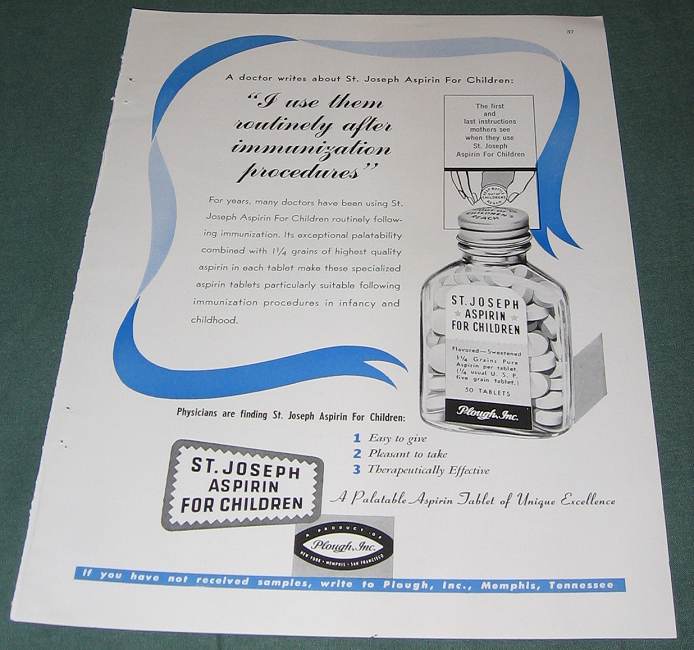 37
A doctor writes about St. Joseph Aspirin For Children:
“I use them
routinely after
immunization
procedures”
The first
and
last instructions
mothers see
when they use
St. Joseph
Aspirin For Children
For years, many doctors have been using St.
Joseph Aspirin For Children routinely follow-
ing immunization. Its exceptional palatability
combined with 1¼ grains of highest quality
aspirin in each tablet make these specialized
aspirin tablets particularly suitable following
immunization procedures in infancy and
childhood.
CHILDREN'S
REACH
ST. JOSEPH
ASPIRIN
FOR CHILDREN
Flavored—Sweetened
1¼ Grains Pure
Aspirin per tablet
(¼ usual U. S. P.
five grain tablet.)
50 TABLETS
Plough, Inc.
Physicians are finding St. Joseph Aspirin For Children:
1 Easy to give
2 Pleasant to take
3 Therapeutically Effective
ST. JOSEPH
ASPIRIN
FOR CHILDREN
A Palatable Aspirin Tablet of Unique Excellence
A PRODUCT OF
Plough, Inc.
NEW YORK · MEMPHIS · SAN FRANCISCO
If you have not received samples, write to Plough, Inc., Memphis, Tennessee